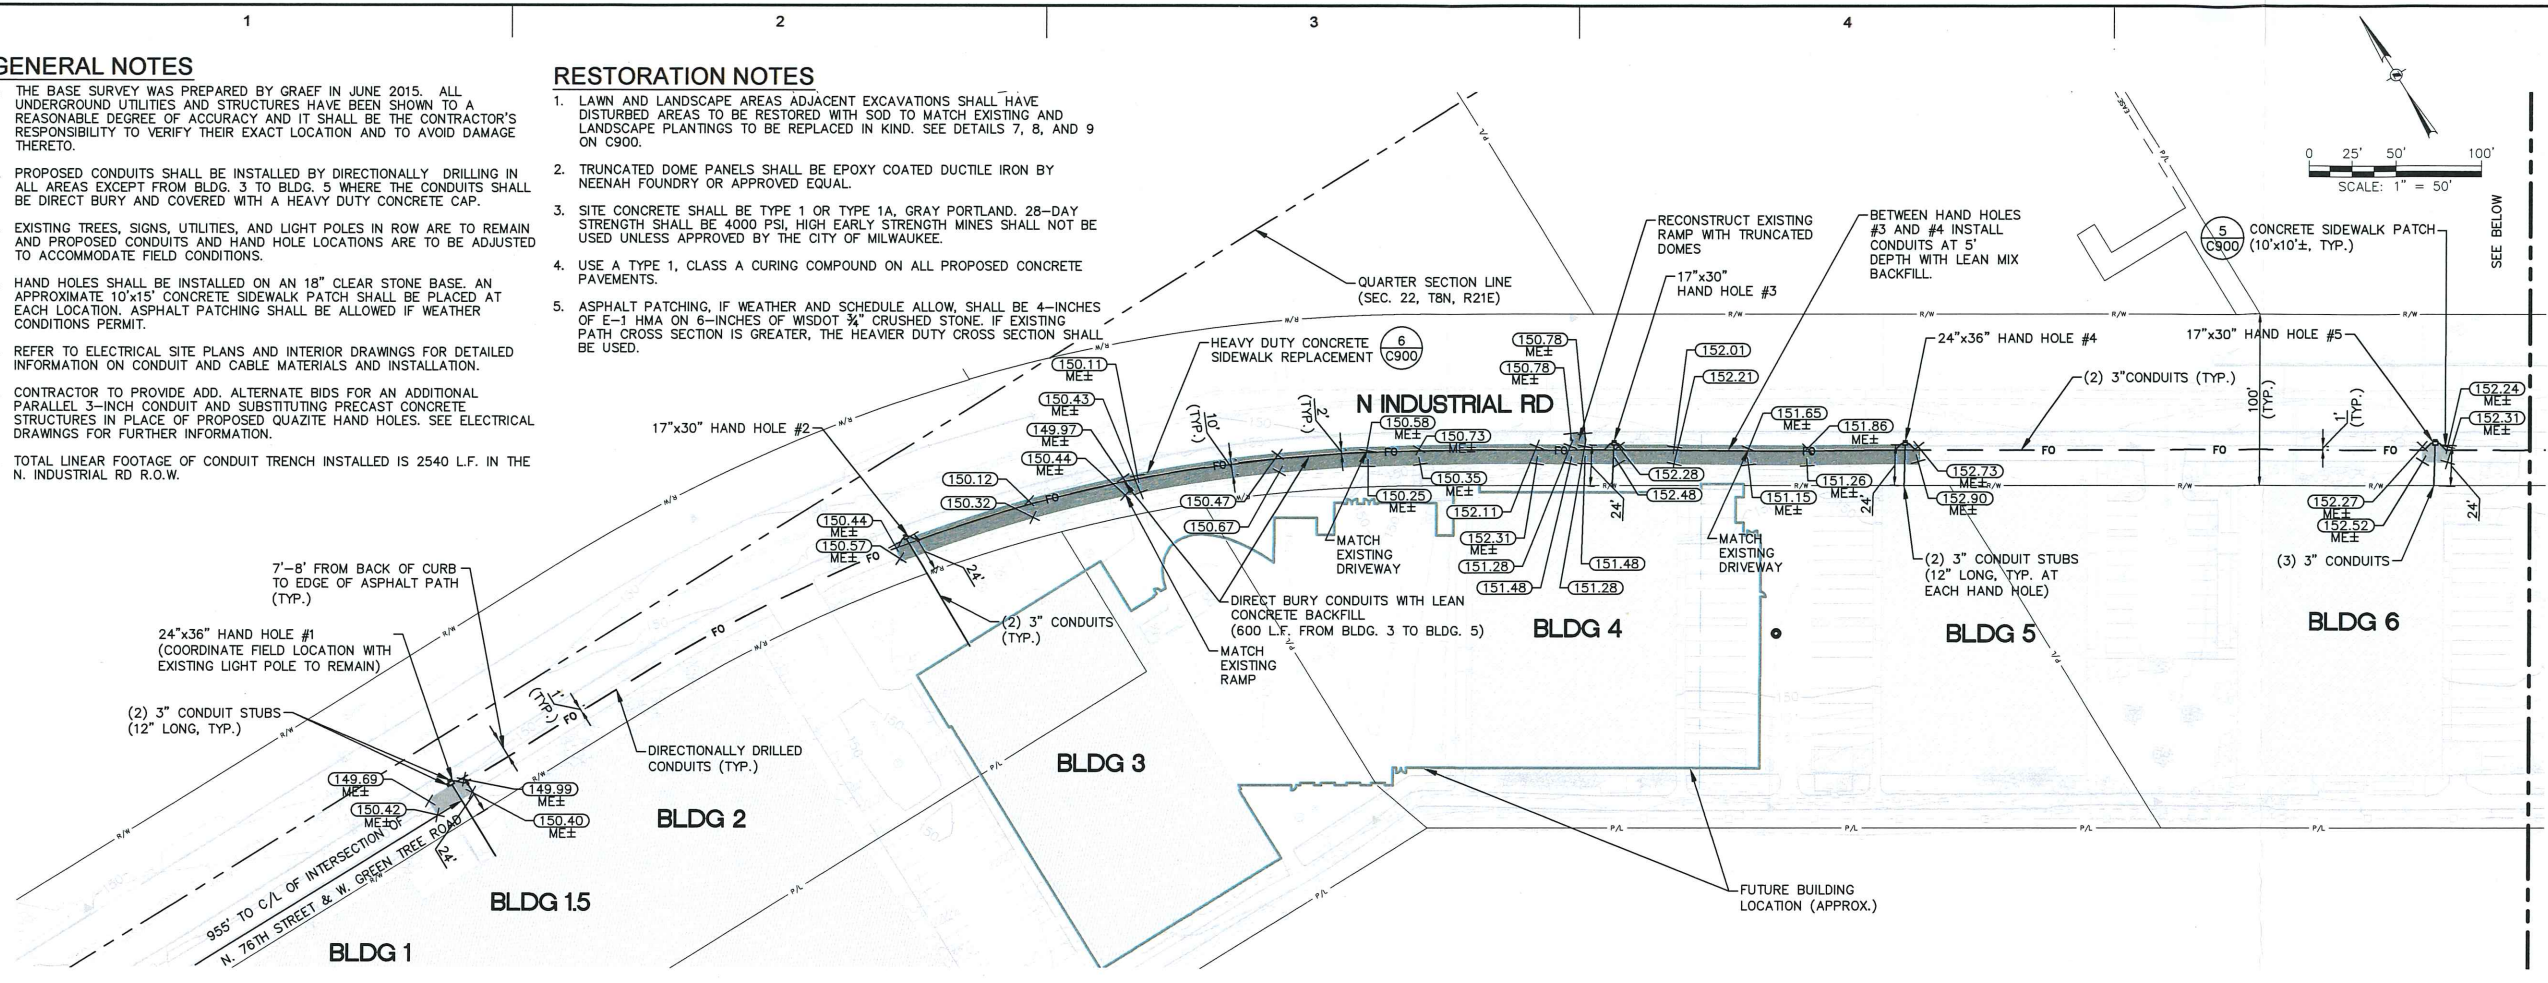 1
2
3
4
GENERAL NOTES
THE BASE SURVEY WAS PREPARED BY GRAEF IN JUNE 2015. ALL
UNDERGROUND UTILITIES AND STRUCTURES HAVE BEEN SHOWN TO A
REASONABLE DEGREE OF ACCURACY AND IT SHALL BE THE CONTRACTOR'S
RESPONSIBILITY TO VERIFY THEIR EXACT LOCATION AND TO AVOID DAMAGE
THERETO.
PROPOSED CONDUITS SHALL BE INSTALLED BY DIRECTIONALLY DRILLING IN
ALL AREAS EXCEPT FROM BLDG. 3 TO BLDG. 5 WHERE THE CONDUITS SHALL
BE DIRECT BURY AND COVERED WITH A HEAVY DUTY CONCRETE CAP.
EXISTING TREES, SIGNS, UTILITIES, AND LIGHT POLES IN ROW ARE TO REMAIN
AND PROPOSED CONDUITS AND HAND HOLE LOCATIONS ARE TO BE ADJUSTED
TO ACCOMMODATE FIELD CONDITIONS.
HAND HOLES SHALL BE INSTALLED ON AN 18" CLEAR STONE BASE. AN
APPROXIMATE 10'x15' CONCRETE SIDEWALK PATCH SHALL BE PLACED AT
EACH LOCATION. ASPHALT PATCHING SHALL BE ALLOWED IF WEATHER
CONDITIONS PERMIT.
REFER TO ELECTRICAL SITE PLANS AND INTERIOR DRAWINGS FOR DETAILED
INFORMATION ON CONDUIT AND CABLE MATERIALS AND INSTALLATION.
CONTRACTOR TO PROVIDE ADD. ALTERNATE BIDS FOR AN ADDITIONAL
PARALLEL 3-INCH CONDUIT AND SUBSTITUTING PRECAST CONCRETE
STRUCTURES IN PLACE OF PROPOSED QUAZITE HAND HOLES. SEE ELECTRICAL
DRAWINGS FOR FURTHER INFORMATION.
TOTAL LINEAR FOOTAGE OF CONDUIT TRENCH INSTALLED IS 2540 L.F. IN THE
N. INDUSTRIAL RD R.O.W.
RESTORATION NOTES
1. LAWN AND LANDSCAPE AREAS ADJACENT EXCAVATIONS SHALL HAVE
DISTURBED AREAS TO BE RESTORED WITH SOD TO MATCH EXISTING AND
LANDSCAPE PLANTINGS TO BE REPLACED IN KIND. SEE DETAILS 7, 8, AND 9
ON C900.
2. TRUNCATED DOME PANELS SHALL BE EPOXY COATED DUCTILE IRON BY
NEENAH FOUNDRY OR APPROVED EQUAL.
3. SITE CONCRETE SHALL BE TYPE 1 OR TYPE 1A, GRAY PORTLAND. 28-DAY
STRENGTH SHALL BE 4000 PSI, HIGH EARLY STRENGTH MINES SHALL NOT BE
USED UNLESS APPROVED BY THE CITY OF MILWAUKEE.
4. USE A TYPE 1, CLASS A CURING COMPOUND ON ALL PROPOSED CONCRETE
PAVEMENTS.
5. ASPHALT PATCHING, IF WEATHER AND SCHEDULE ALLOW, SHALL BE 4-INCHES
OF E-1 HMA ON 6-INCHES OF WISDOT ¾" CRUSHED STONE. IF EXISTING
PATH CROSS SECTION IS GREATER, THE HEAVIER DUTY CROSS SECTION SHALL
BE USED.
0 25' 50' 100'
SCALE: 1" = 50'
SEE BELOW
EASE
P/L
P/L
5
C900
CONCRETE SIDEWALK PATCH
(10'x10'±, TYP.)
RECONSTRUCT EXISTING
RAMP WITH TRUNCATED
DOMES
BETWEEN HAND HOLES
#3 AND #4 INSTALL
CONDUITS AT 5'
DEPTH WITH LEAN MIX
BACKFILL.
QUARTER SECTION LINE
(SEC. 22, T8N, R21E)
17"x30"
HAND HOLE #3
R/W
R/W
R/W
R/W
R/W
R/W
HEAVY DUTY CONCRETE
SIDEWALK REPLACEMENT
6
C900
24"x36" HAND HOLE #4
17"x30" HAND HOLE #5
(2) 3"CONDUITS (TYP.)
100'
(TYP.)
1'
(TYP.)
N INDUSTRIAL RD
150.11
ME±
150.43
ME±
149.97
ME±
150.44
ME±
150.78
ME±
150.78
ME±
152.01
152.21
151.65
ME±
151.86
ME±
152.24
ME±
152.31
ME±
10'
(TYP.)
2'
(TYP.)
150.58
ME±
150.73
ME±
17"x30" HAND HOLE #2
R/W
R/W
FO
FO
FO
FO
FO
FO
FO
150.12
150.32
150.47
150.67
150.35
ME±
150.25
ME±
152.11
152.31
ME±
151.28
151.48
151.48
151.28
152.28
152.48
24'
151.15
ME±
151.26
ME±
24'
152.73
ME±
152.90
ME±
R/W
R/W
R/W
R/W
R/W
R/W
152.27
ME±
152.52
ME±
24'
150.44
ME±
150.57
ME±
FO
R/W
24'
MATCH
EXISTING
DRIVEWAY
MATCH
EXISTING
DRIVEWAY
(2) 3" CONDUIT STUBS
(12" LONG, TYP. AT
EACH HAND HOLE)
(3) 3" CONDUITS
7'-8' FROM BACK OF CURB
TO EDGE OF ASPHALT PATH
(TYP.)
(2) 3" CONDUITS
(TYP.)
DIRECT BURY CONDUITS WITH LEAN
CONCRETE BACKFILL
(600 L.F. FROM BLDG. 3 TO BLDG. 5)
MATCH
EXISTING
RAMP
BLDG 4
BLDG 5
BLDG 6
P/L
P/L
24"x36" HAND HOLE #1
(COORDINATE FIELD LOCATION WITH
EXISTING LIGHT POLE TO REMAIN)
R/W
FO
R/W
(2) 3" CONDUIT STUBS
(12" LONG, TYP.)
1'
(TYP.)
FO
R/W
DIRECTIONALLY DRILLED
CONDUITS (TYP.)
R/W
149.69
ME±
150.42
ME±
149.99
ME±
150.40
ME±
24'
BLDG 3
BLDG 2
P/L
R/W
955' TO C/L OF INTERSECTION OF
N. 76TH STREET & W. GREEN TREE ROAD
R/W
BLDG 1.5
BLDG 1
P/L
P/L
P/L
P/L
P/L
P/L
FUTURE BUILDING
LOCATION (APPROX.)